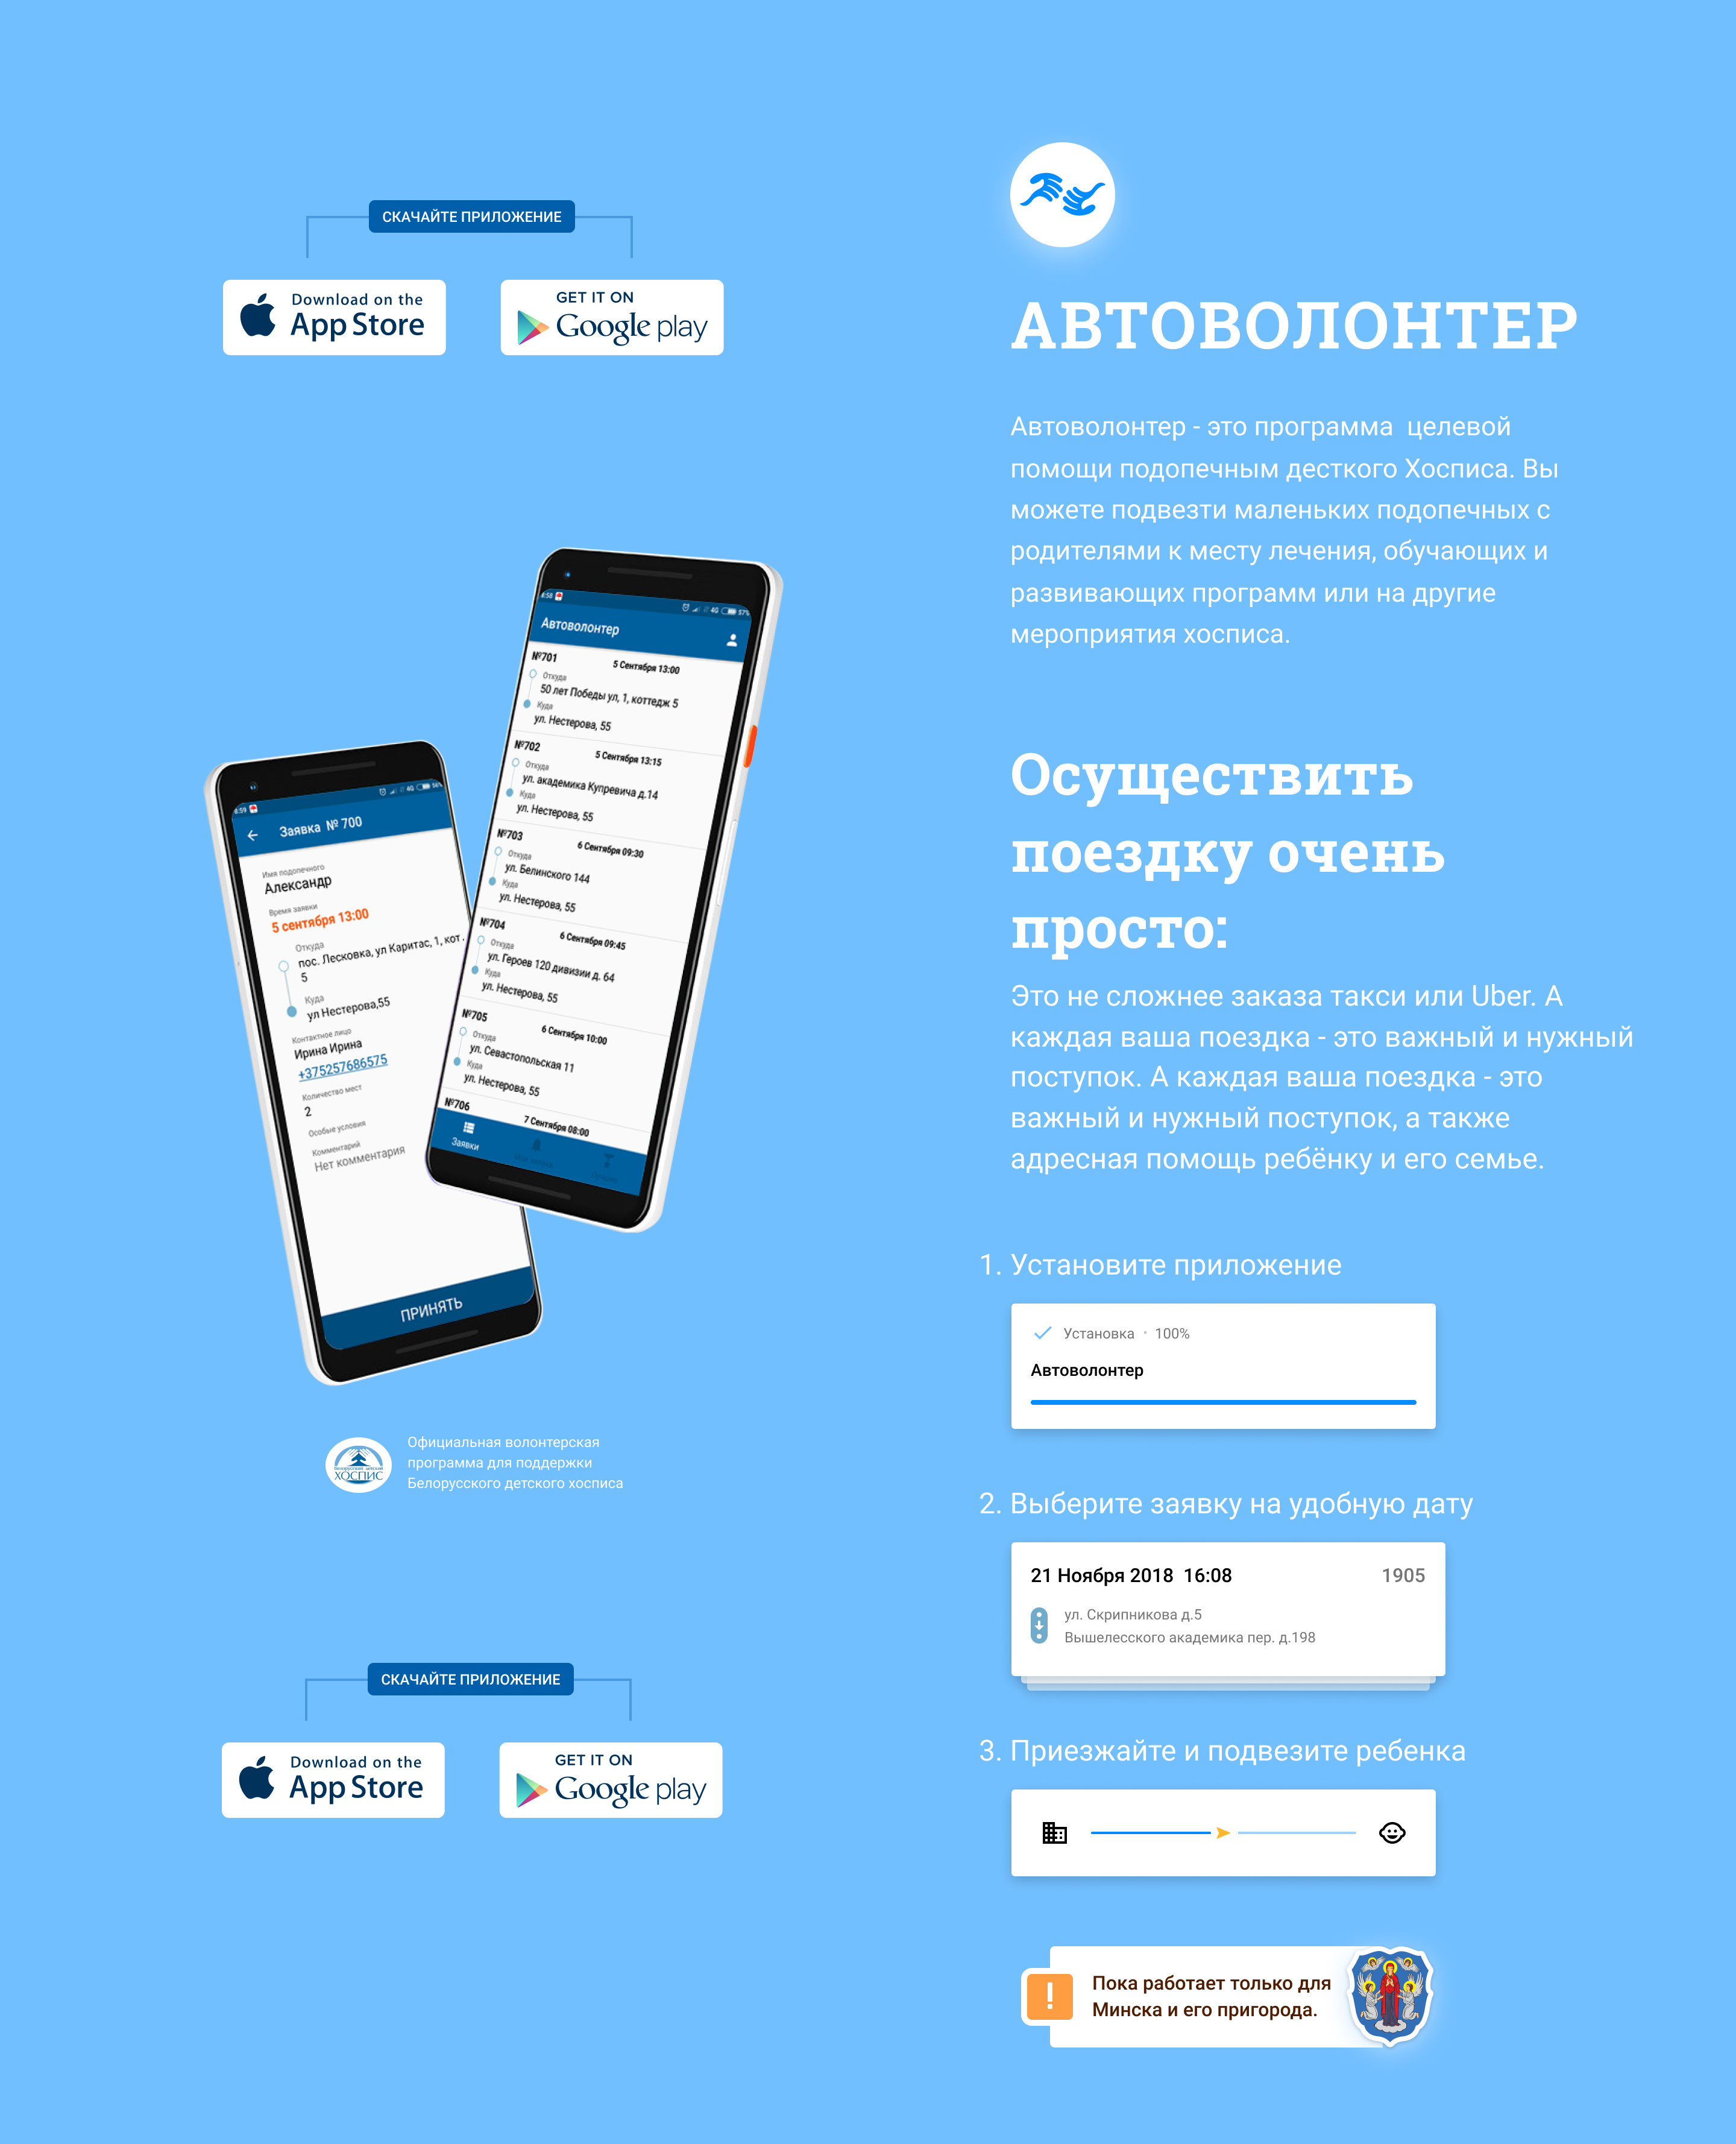 СКАЧАЙТЕ ПРИЛОЖЕНИЕ
Download on the
App Store
GET IT ON
Google play
8:58
4G
57%
Автоволонтер
№701
5 Сентября 13:00
Откуда
50 лет Победы ул, 1, коттедж 5
Куда
ул. Нестерова, 55
№702
5 Сентября 13:15
Откуда
ул. академика Купревича д.14
Куда
ул. Нестерова, 55
№703
6 Сентября 09:30
Откуда
ул. Белинского 144
Куда
ул. Нестерова, 55
№704
6 Сентября 09:45
Откуда
ул. Героев 120 дивизии д. 64
Куда
ул. Нестерова, 55
№705
6 Сентября 10:00
Откуда
ул. Севастопольская 11
Куда
ул. Нестерова, 55
№706
7 Сентября 08:00
Заявки
8:59
4G
56%
Заявка № 700
Имя подопечного
Александр
Время заявки
5 сентября 13:00
Откуда
пос. Лесковка, ул Каритас, 1, кот.
5
Куда
ул Нестерова,55
Контактное лицо
Ирина Ирина
+375257686575
Количество мест
2
Особые условия
Комментарий
Нет комментария
ПРИНЯТЬ
ХОСПИС
Официальная волонтерская
программа для поддержки
Белорусского детского хосписа
СКАЧАЙТЕ ПРИЛОЖЕНИЕ
Download on the
App Store
GET IT ON
Google play
АВТОВОЛОНТЕР
Автоволонтер - это программа  целевой
помощи подопечным десткого Хосписа. Вы
можете подвезти маленьких подопечных с
родителями к месту лечения, обучающих и
развивающих программ или на другие
мероприятия хосписа.
Осуществить
поездку очень
просто:
Это не сложнее заказа такси или Uber. А
каждая ваша поездка - это важный и нужный
поступок. А каждая ваша поездка - это
важный и нужный поступок, а также
адресная помощь ребёнку и его семье.
1. Установите приложение
Установка · 100%
Автоволонтер
2. Выберите заявку на удобную дату
21 Ноября 2018  16:08
1905
ул. Скрипникова д.5
Вышелесского академика пер. д.198
3. Приезжайте и подвезите ребенка
Пока работает только для
Минска и его пригорода.